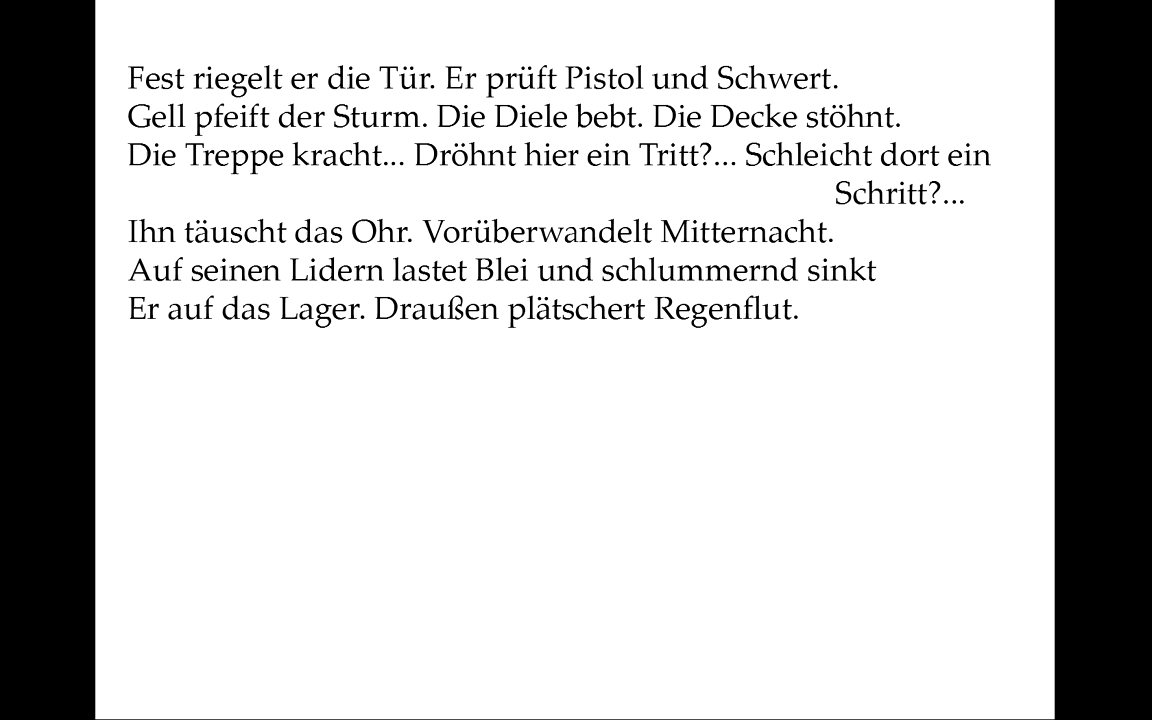 Fest riegelt er die Tür. Er prüft Pistol und Schwert.
Gell pfeift der Sturm. Die Diele bebt. Die Decke stöhnt.
Die Treppe kracht... Dröhnt hier ein Tritt?... Schleicht dort ein
Schritt?...
Ihn täuscht das Ohr. Vorüberwandelt Mitternacht.
Auf seinen Lidern lastet Blei und schlummernd sinkt
Er auf das Lager. Draußen plätschert Regenflut.